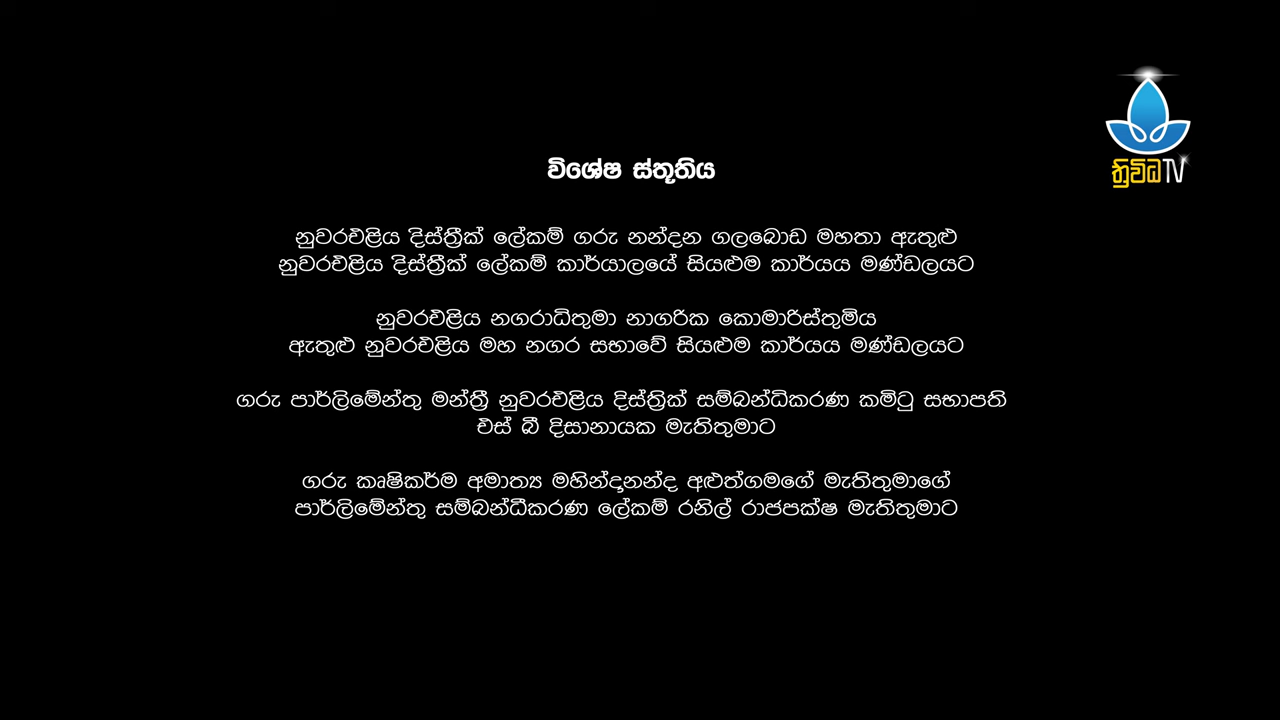 ත්‍රිවිධ TV
විශේෂ ස්තූතිය
නුවරඑළිය දිස්ත්‍රීක් ලේකම් ගරු නන්දන ගලබොඩ මහතා ඇතුළු
නුවරඑළිය දිස්ත්‍රීක් ලේකම් කාර්යාලයේ සියළුම කාර්යය මණ්ඩලයට
නුවරඑළිය නගරාධිතුමා නාගරික කොමාරිස්තුමිය
ඇතුළු නුවරඑළිය මහ නගර සභාවේ සියළුම කාර්යය මණ්ඩලයට
ගරු පාර්ලිමේන්තු මන්ත්‍රී නුවරඑළිය දිස්ත්‍රික් සම්බන්ධිකරණ කමිටු සභාපති
එස් බී දිසානායක මැතිතුමාට
ගරු කෘෂිකර්ම අමාත්‍ය මහින්දානන්ද අළුත්ගමගේ මැතිතුමාගේ
පාර්ලිමේන්තු සම්බන්ධීකරණ ලේකම් රනිල් රාජපක්ෂ මැතිතුමාට